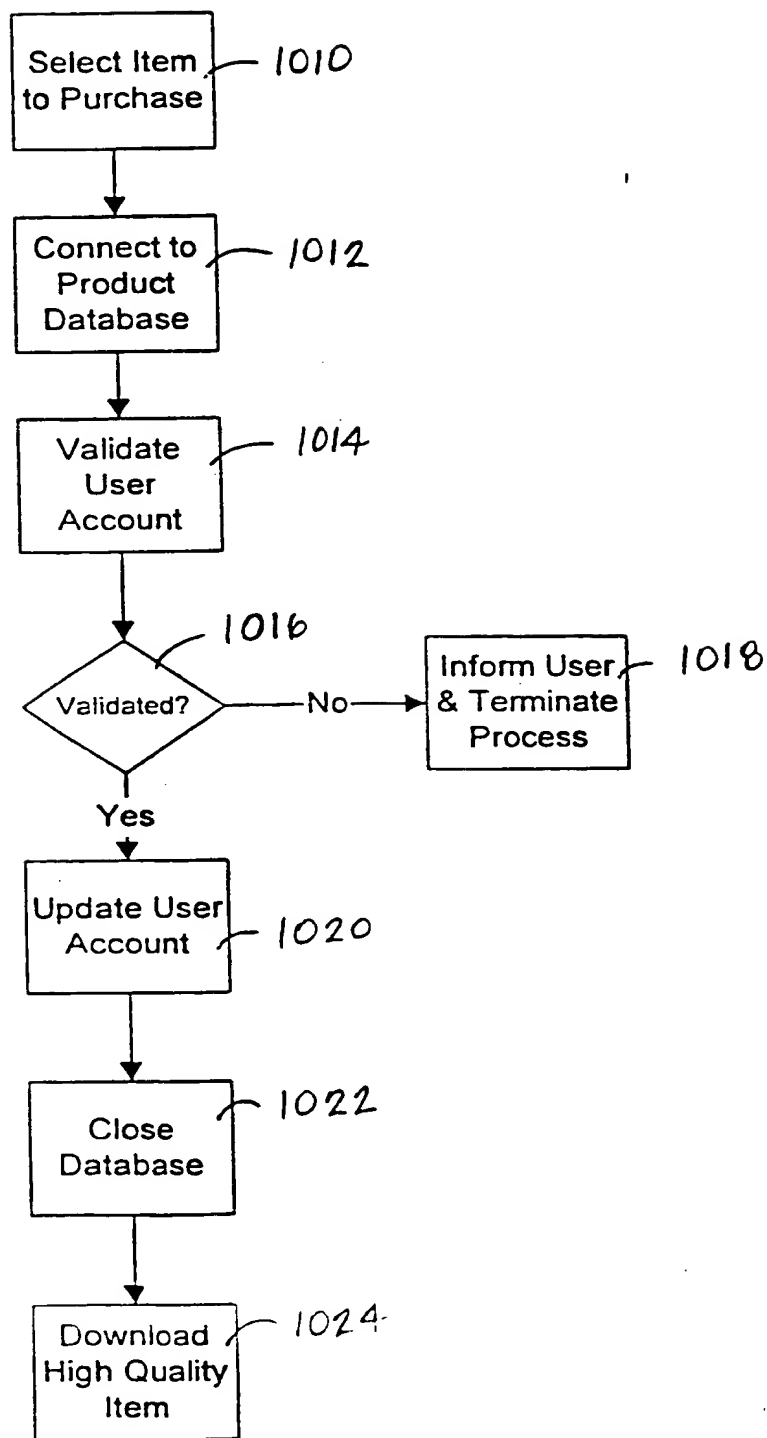 Select Item
to Purchase
1010
Connect to
Product
Database
1012
Validate
User
Account
1014
1016
Validated?
No
Inform User
& Terminate
Process
1018
Yes
Update User
Account
1020
Close
Database
1022
Download
High Quality
Item
1024